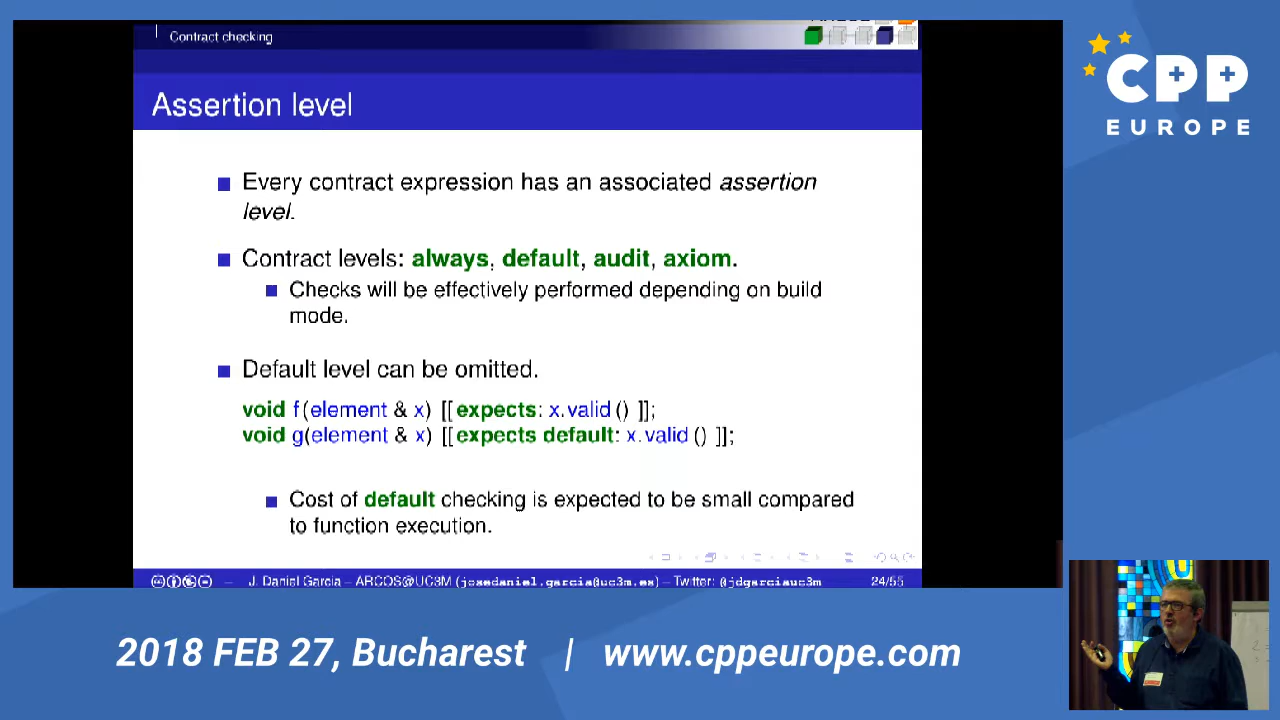 Contract checking
Assertion level
Every contract expression has an associated assertion
level.
Contract levels: always, default, audit, axiom.
Checks will be effectively performed depending on build
mode.
Default level can be omitted.
void f(element & x) [[expects: x.valid () ]];
void g(element & x) [[expects default: x.valid () ]];
Cost of default checking is expected to be small compared
to function execution.
J. Daniel Garcia – ARCOS@UC3M (josedaniel.garcia@uc3m.es) – Twitter: @jdgarciauc3m 24/55
CPP
EUROPE
2018 FEB 27, Bucharest | www.cppeurope.com